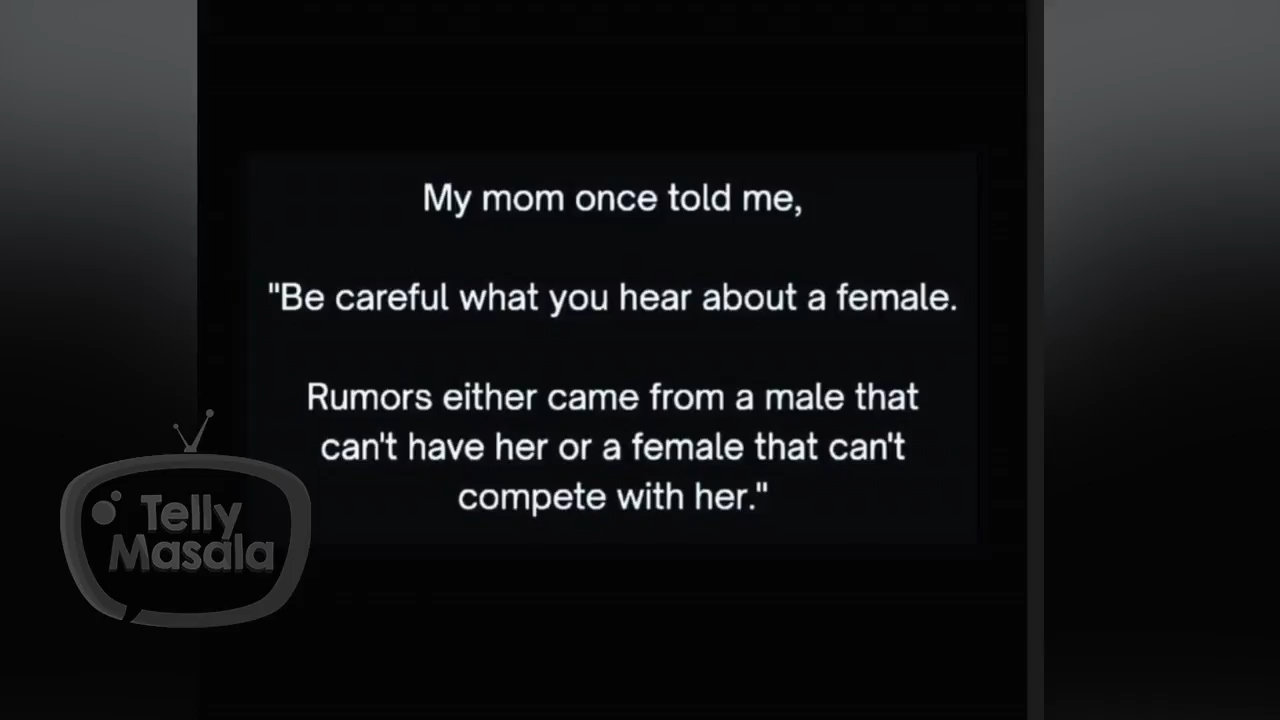 My mom once told me,
"Be careful what you hear about a female.
Rumors either came from a male that
can't have her or a female that can't
compete with her."
Telly
Masala